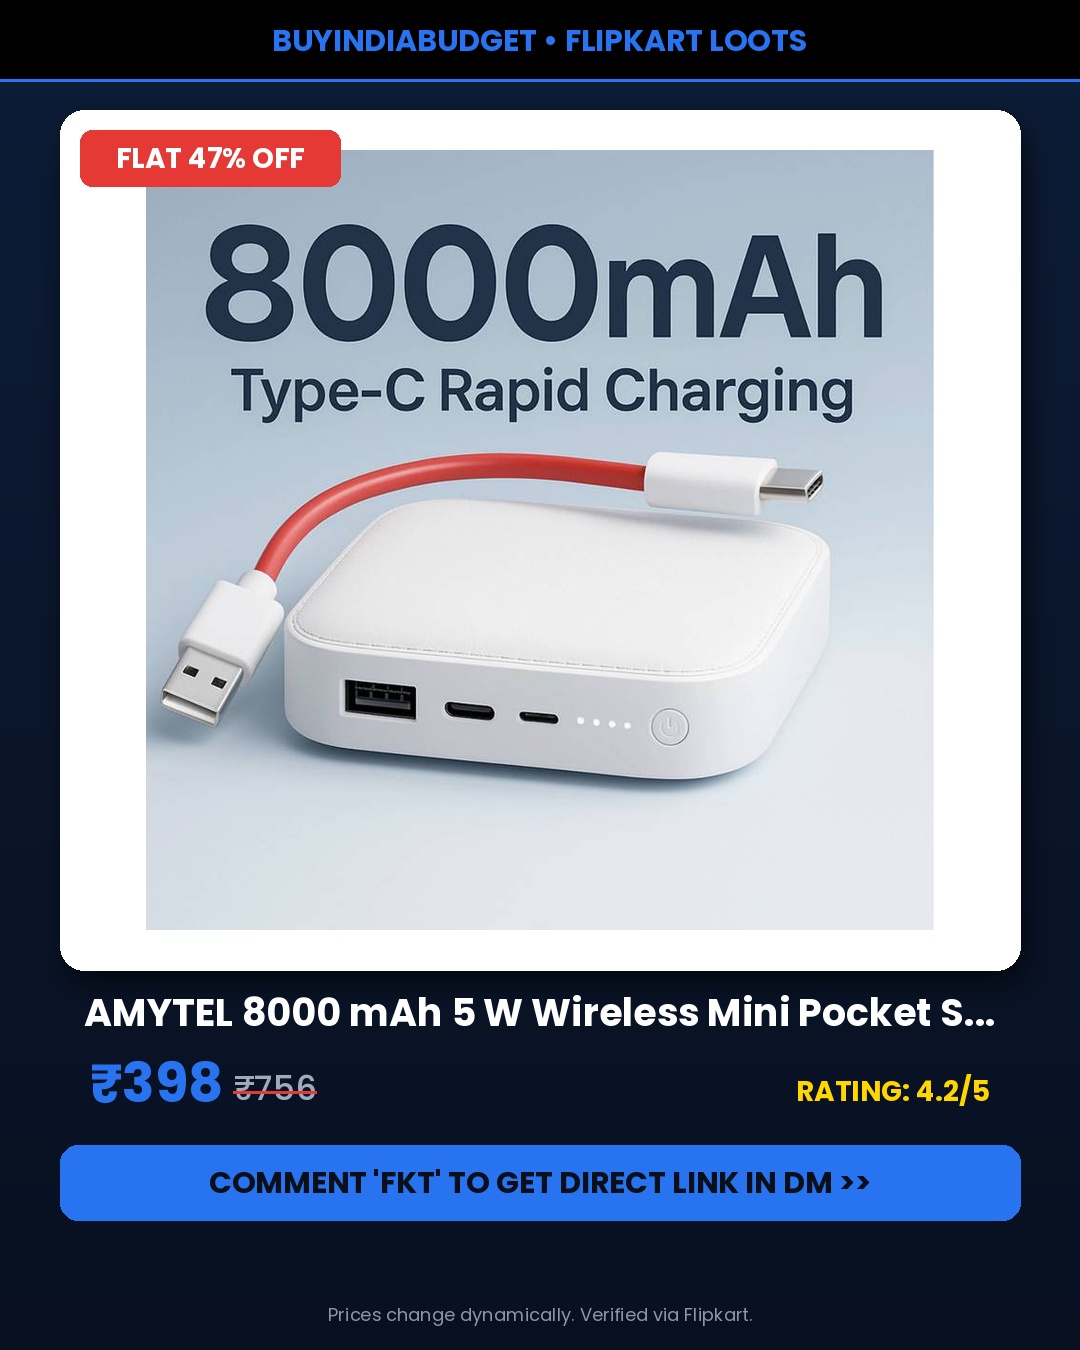 BUYINDIABUDGET • FLIPKART LOOTS
FLAT 47% OFF
8000mAh
Type-C Rapid Charging
AMYTEL 8000 mAh 5 W Wireless Mini Pocket S...
₹398 ₹756
RATING: 4.2/5
COMMENT 'FKT' TO GET DIRECT LINK IN DM >>
Prices change dynamically. Verified via Flipkart.